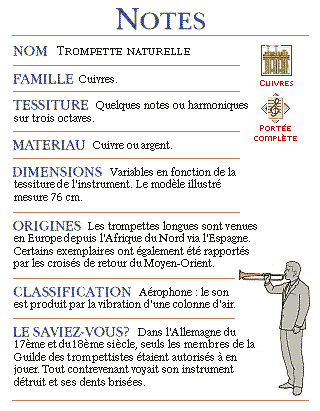 NOTES
NOM TROMPETTE NATURELLE
FAMILLE Cuivres.
CUIVRES
TESSITURE Quelques notes ou harmoniques
sur trois octaves.
PORTÉE
COMPLÈTE
MATERIAU Cuivre ou argent.
DIMENSIONS Variables en fonction de la
tessiture de l'instrument. Le modèle illustré
mesure 76 cm.
ORIGINES Les trompettes longues sont venues
en Europe depuis l'Afrique du Nord via l'Espagne.
Certains exemplaires ont également été rapportés
par les croisés de retour du Moyen-Orient.
CLASSIFICATION Aérophone : le son
est produit par la vibration d'une colonne d'air.
LE SAVIEZ-VOUS? Dans l'Allemagne du
17ème et du18ème siècle, seuls les membres de la
Guilde des trompettistes étaient autorisés à en
jouer. Tout contrevenant voyait son instrument
détruit et ses dents brisées.